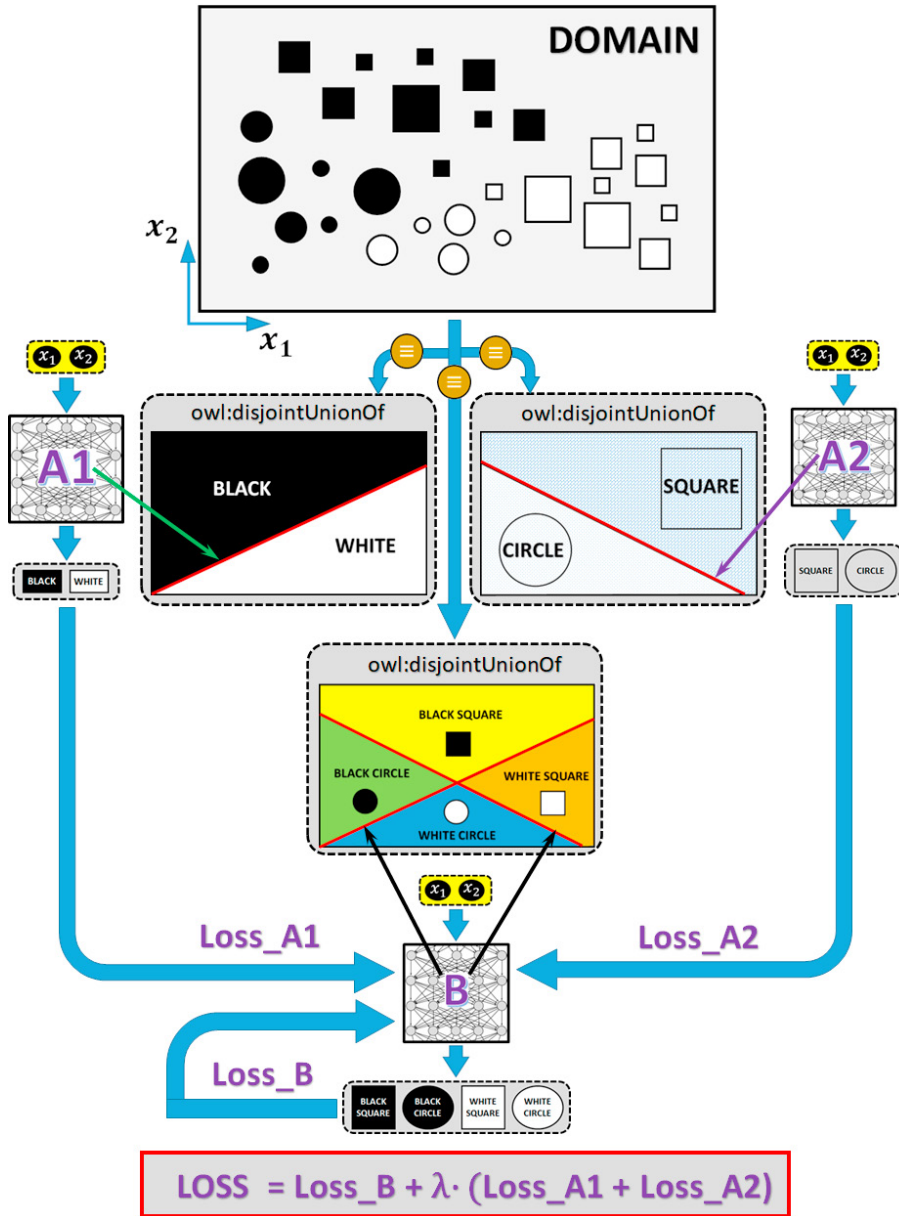 DOMAIN
x₂
x₁
x₁ x₂
≡ ≡
≡
x₁ x₂
owl:disjointUnionOf
owl:disjointUnionOf
A1
BLACK
WHITE
SQUARE
CIRCLE
A2
BLACK WHITE
SQUARE CIRCLE
owl:disjointUnionOf
BLACK SQUARE
BLACK CIRCLE
WHITE SQUARE
WHITE CIRCLE
x₁ x₂
Loss_A1
Loss_A2
B
Loss_B
BLACK SQUARE
BLACK CIRCLE
WHITE SQUARE
WHITE CIRCLE
LOSS = Loss_B + λ· (Loss_A1 + Loss_A2)